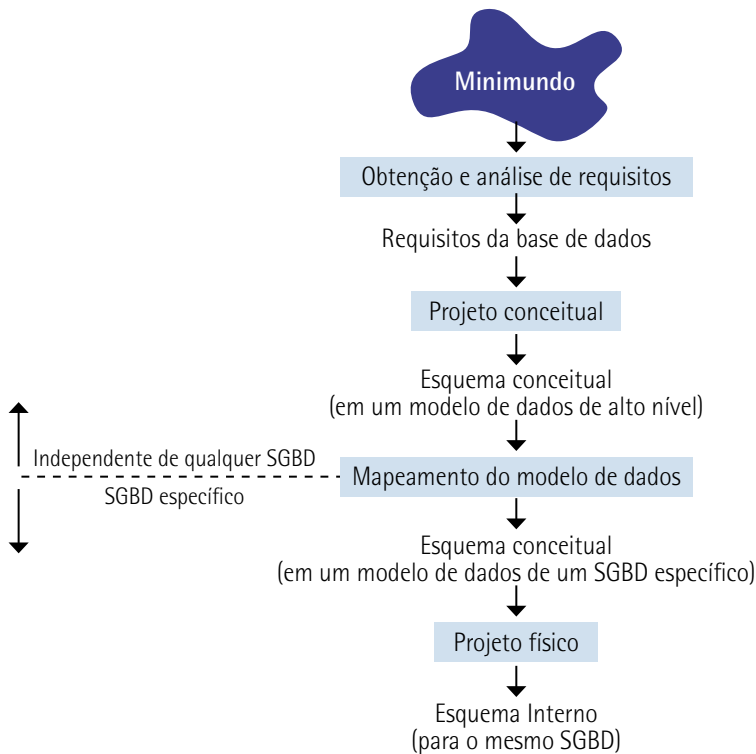 Minimundo
Obtenção e análise de requisitos
Requisitos da base de dados
Projeto conceitual
Esquema conceitual
(em um modelo de dados de alto nível)
Independente de qualquer SGBD
SGBD específico
Mapeamento do modelo de dados
Esquema conceitual
(em um modelo de dados de um SGBD específico)
Projeto físico
Esquema Interno
(para o mesmo SGBD)